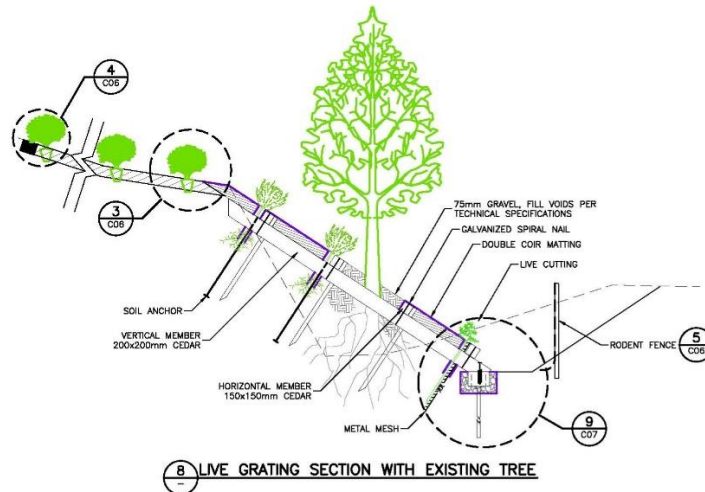 4
C06
3
C06
75mm GRAVEL, FILL VOIDS PER
TECHNICAL SPECIFICATIONS
GALVANIZED SPIRAL NAIL
DOUBLE COIR MATTING
LIVE CUTTING
SOIL ANCHOR
VERTICAL MEMBER
200x200mm CEDAR
HORIZONTAL MEMBER
150x150mm CEDAR
METAL MESH
RODENT FENCE
5
C06
9
C07
8
-
LIVE GRATING SECTION WITH EXISTING TREE